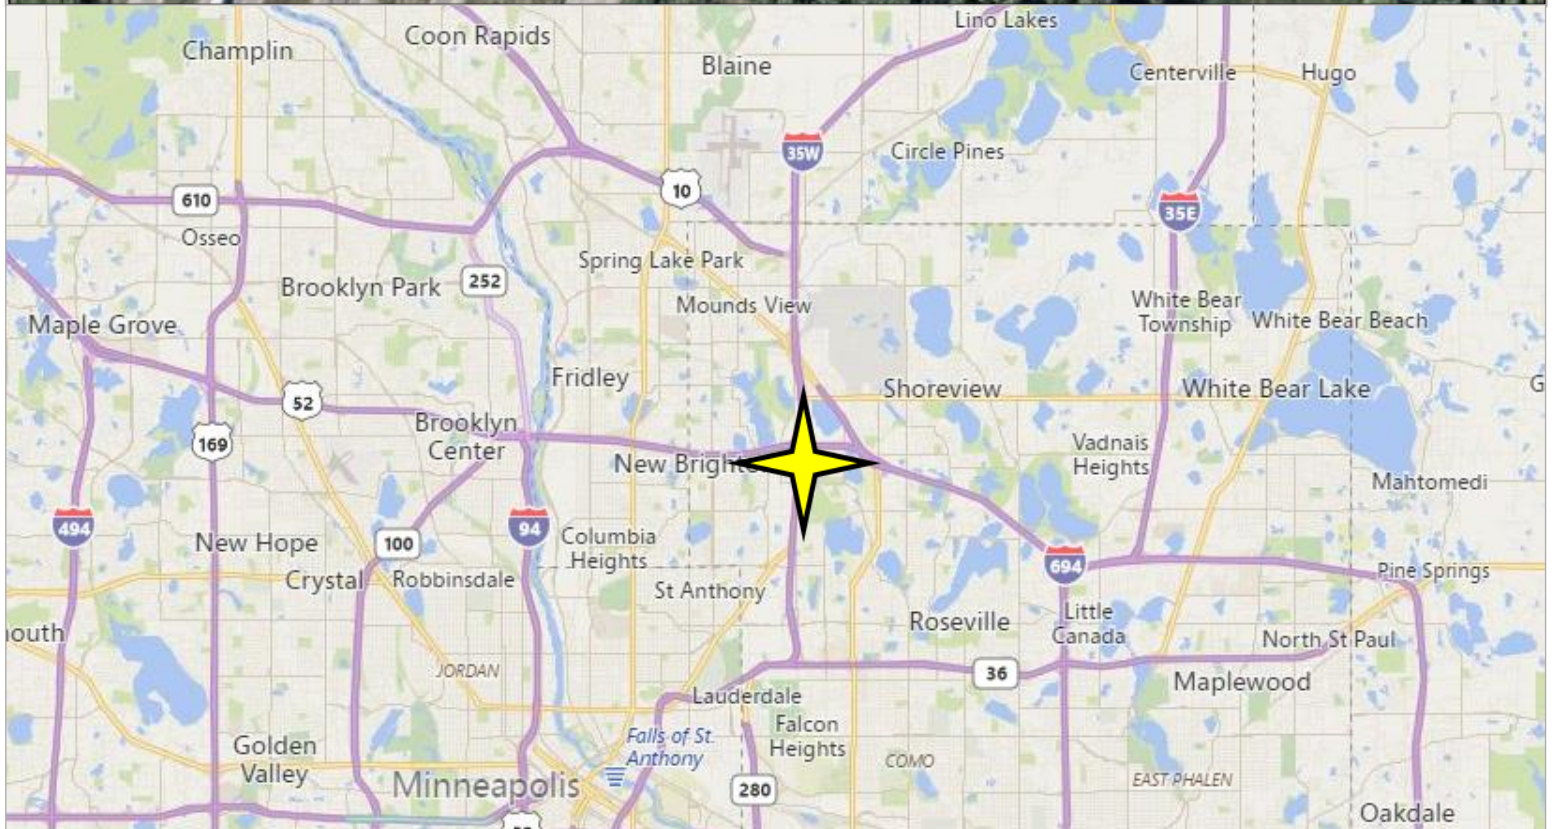 Lino Lakes
Coon Rapids
Champlin
Blaine
Centerville
Hugo
35W
Circle Pines
10
610
35E
Osseo
Spring Lake Park
252
Brooklyn Park
Mounds View
White Bear
Township
White Bear Beach
Maple Grove
Fridley
Shoreview
White Bear Lake
G
52
Brooklyn
Center
169
Vadnais
Heights
New Brighto
Mahtomedi
494
94
100
New Hope
Columbia
Heights
694
Crystal
Robbinsdale
St Anthony
Pine Springs
Roseville
Little
Canada
outh
North St Paul
JORDAN
36
Maplewood
Lauderdale
Falcon
Heights
Falls of St.
Anthony
Golden
Valley
COMO
EAST PHALEN
Minneapolis
280
Oakdale